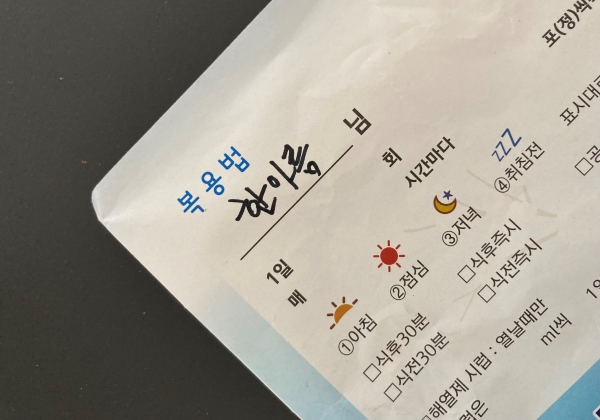 복용법
한이름 님
1일 회
매 시간마다
포(정)씩
표시대로
①아침 ②점심 ③저녁 ④취침전
zzZ
□식후30분 □식후즉시
□식전30분 □식전즉시
해열제 시럽 : 열날때만
ml씩